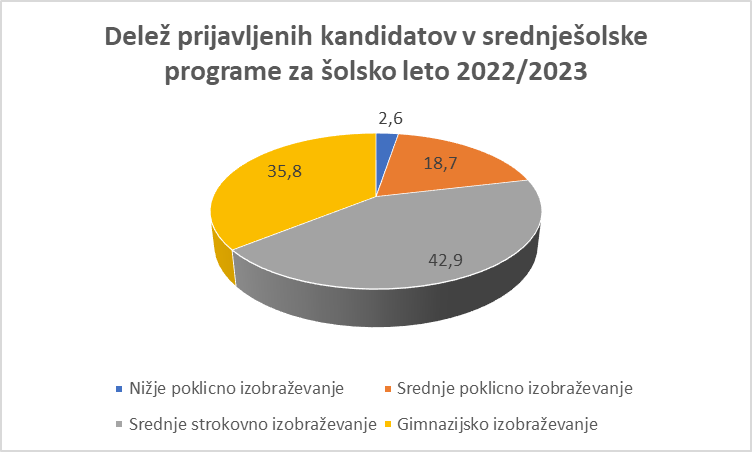 Delež prijavljenih kandidatov v srednješolske
programe za šolsko leto 2022/2023
2,6
18,7
35,8
42,9
Nižje poklicno izobraževanje
Srednje poklicno izobraževanje
Srednje strokovno izobraževanje
Gimnazijsko izobraževanje